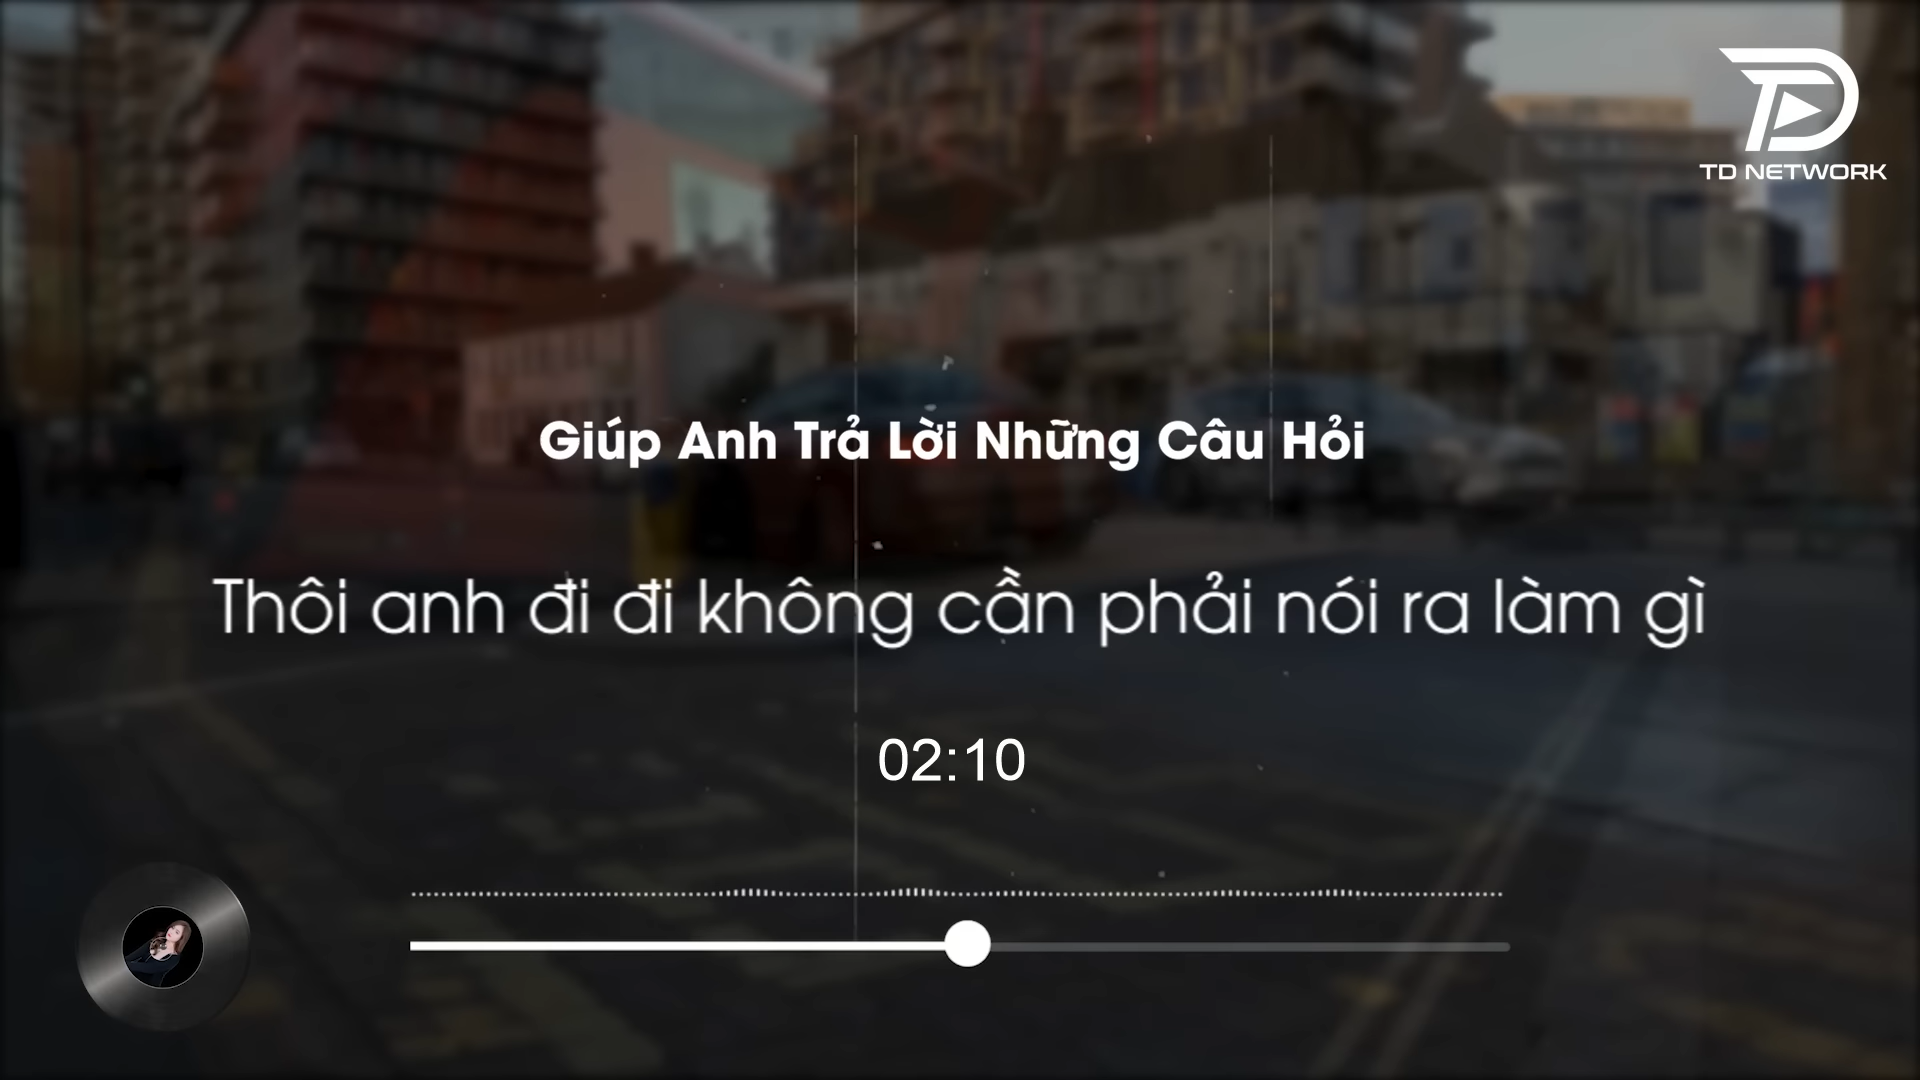 TD NETWORK
Giúp Anh Trả Lời Những Câu Hỏi
Thôi anh đi đi không cần phải nói ra làm gì
02:10